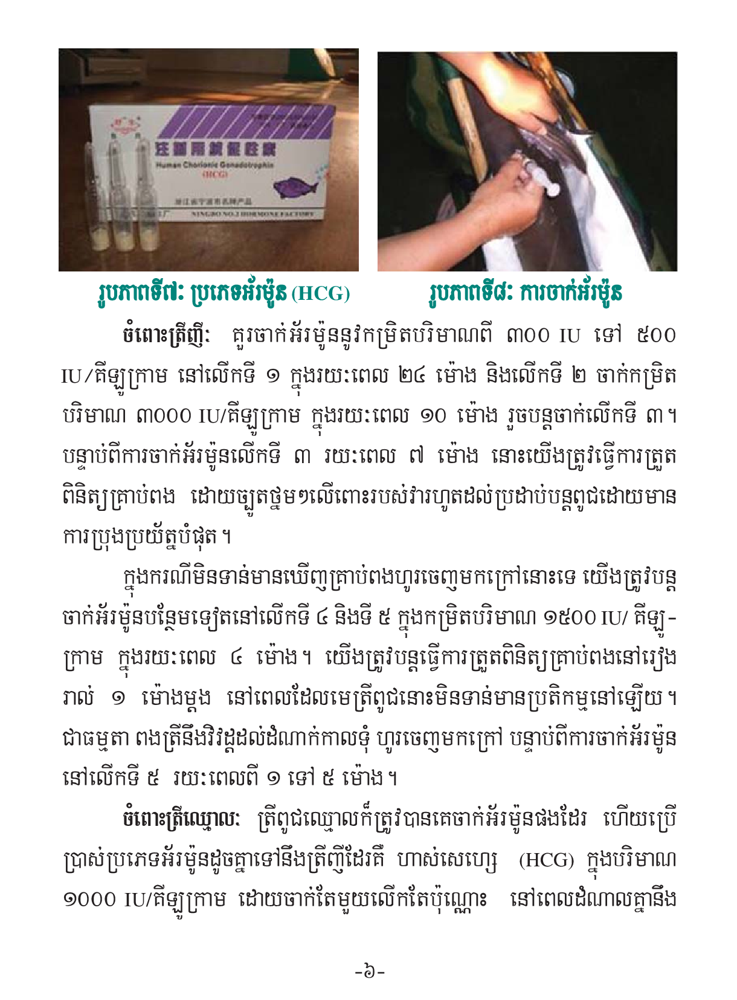 注射用绒促性素
Human Chorionic Gonadotrophin
(HCG)
浙江省宁波市名牌产品
NINGBO NO.2 HORMONE FACTORY
រូបភាពទី៧: ប្រភេទអ័រម៉ូន (HCG)
រូបភាពទី៨: ការចាក់អ័រម៉ូន
ចំពោះត្រីញី: គួរចាក់អ័រម៉ូននូវកម្រិតបរិមាណពី ៣០០ IU ទៅ ៥០០
IU/គីឡូក្រាម នៅលើកទី ១ ក្នុងរយ:ពេល ២៤ ម៉ោង និងលើកទី ២ ចាក់កម្រិត
បរិមាណ ៣០០០ IU/គីឡូក្រាម ក្នុងរយ:ពេល ១០ ម៉ោង រួចបន្តចាក់លើកទី ៣។
បន្ទាប់ពីការចាក់អ័រម៉ូនលើកទី ៣ រយ:ពេល ៧ ម៉ោង នោះយើងត្រូវធ្វើការត្រួត
ពិនិត្យគ្រាប់ពង ដោយច្បូតថ្នមៗលើពោះរបស់វារហូតដល់ប្រដាប់បន្តពូជដោយមាន
ការប្រុងប្រយ័ត្នបំផុត។
ក្នុងករណីមិនទាន់មានឃើញគ្រាប់ពងហូរចេញមកក្រៅនោះទេ យើងត្រូវបន្ត
ចាក់អ័រម៉ូនបន្ថែមទៀតនៅលើកទី ៤ និងទី ៥ ក្នុងកម្រិតបរិមាណ ១៥០០ IU/ គីឡូ-
ក្រាម ក្នុងរយ:ពេល ៤ ម៉ោង។ យើងត្រូវបន្តធ្វើការត្រួតពិនិត្យគ្រាប់ពងនៅរៀង
រាល់ ១ ម៉ោងម្តង នៅពេលដែលមេត្រីពូជនោះមិនទាន់មានប្រតិកម្មនៅឡើយ។
ជាធម្មតា ពងត្រីនឹងវិវដ្តដល់ដំណាក់កាលទុំ ហូរចេញមកក្រៅ បន្ទាប់ពីការចាក់អ័រម៉ូន
នៅលើកទី ៥ រយ:ពេលពី ១ ទៅ ៥ ម៉ោង។
ចំពោះត្រីឈ្មោល: ត្រីពូជឈ្មោលក៏ត្រូវបានគេចាក់អ័រម៉ូនផងដែរ ហើយប្រើ
ប្រាស់ប្រភេទអ័រម៉ូនដូចគ្នាទៅនឹងត្រីញីដែរគឺ ហាស់សេហ្សេ (HCG) ក្នុងបរិមាណ
១០០០ IU/គីឡូក្រាម ដោយចាក់តែមួយលើកតែប៉ុណ្ណោះ នៅពេលដំណាលគ្នានឹង
-៦-